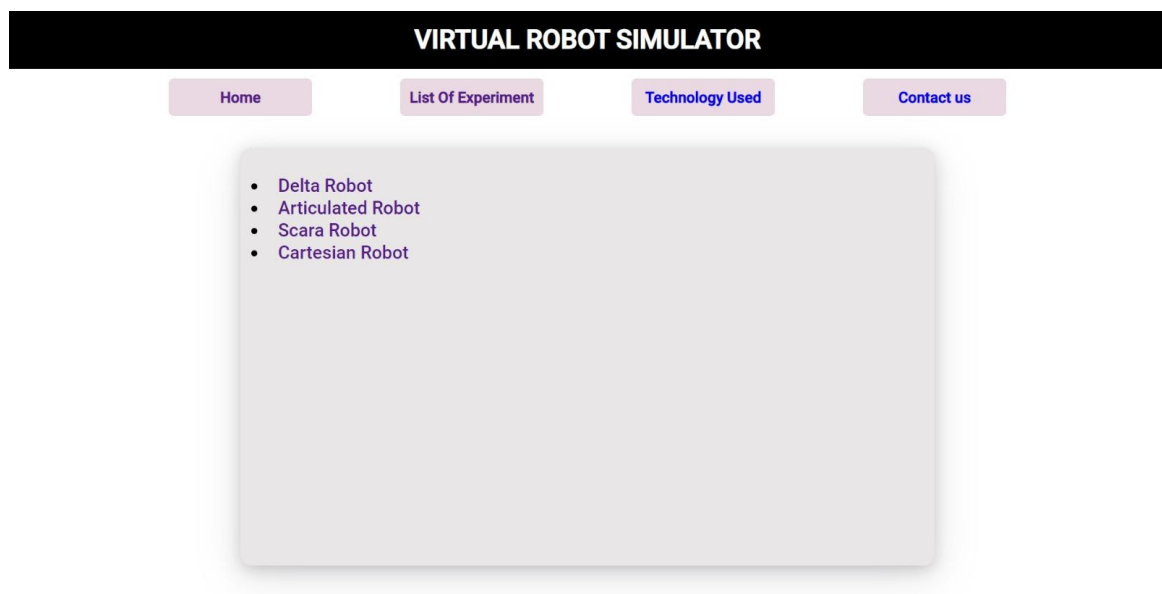 VIRTUAL ROBOT SIMULATOR
Home List Of Experiment Technology Used Contact us
Delta Robot
Articulated Robot
Scara Robot
Cartesian Robot